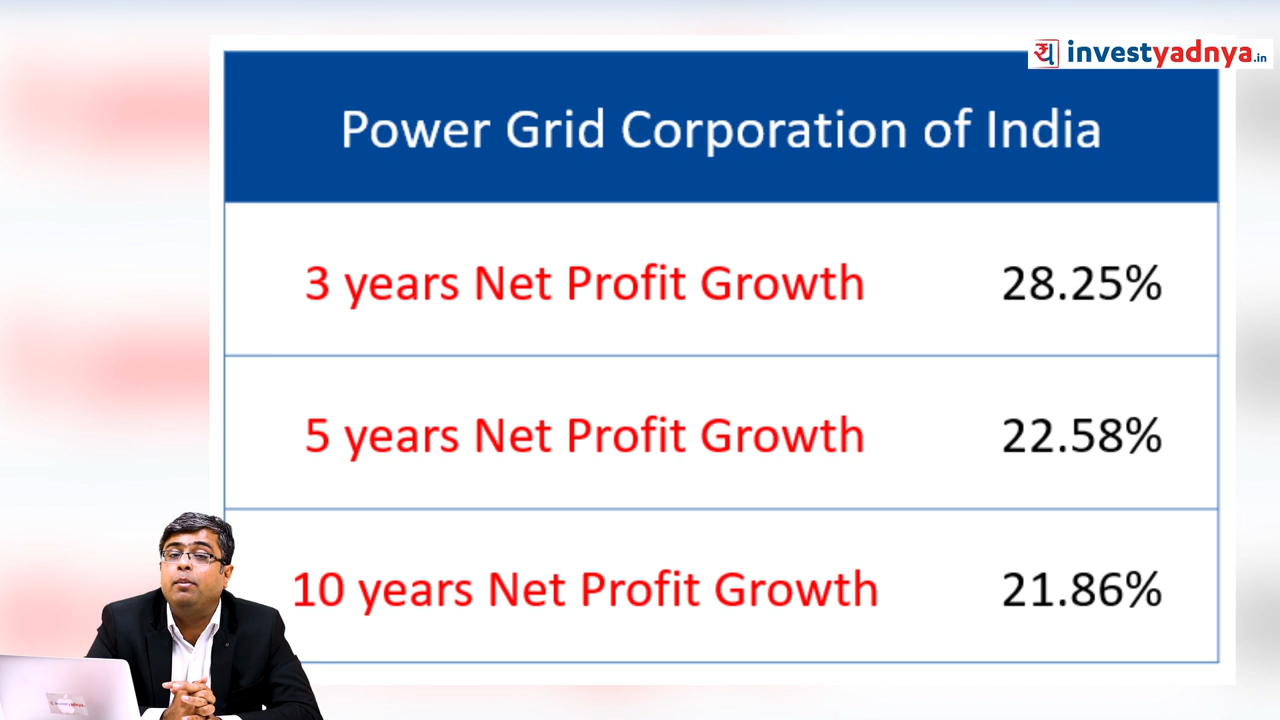 investyadnya.in
Power Grid Corporation of India
3 years Net Profit Growth 28.25%
5 years Net Profit Growth 22.58%
10 years Net Profit Growth 21.86%